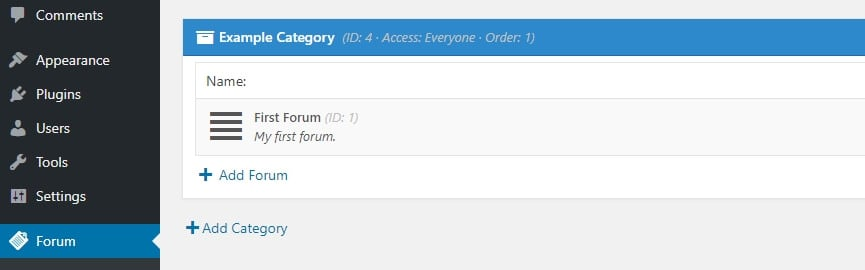 Comments
Appearance
Plugins
Users
Tools
Settings
Forum
Example Category (ID: 4 · Access: Everyone · Order: 1)
Name:
First Forum (ID: 1)
My first forum.
Add Forum
Add Category